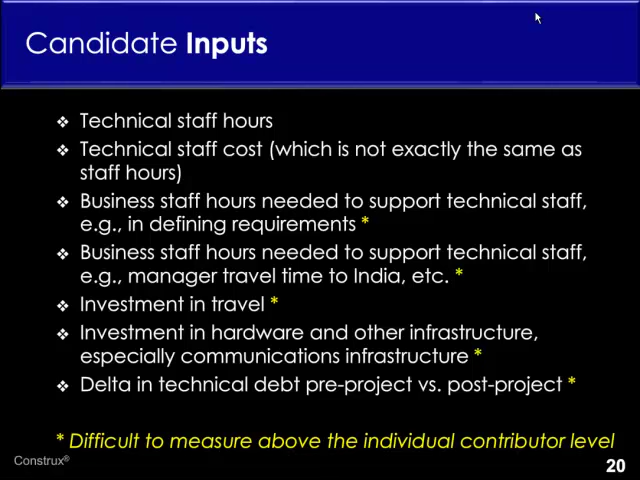 Candidate Inputs
❖ Technical staff hours
❖ Technical staff cost (which is not exactly the same as
staff hours)
❖ Business staff hours needed to support technical staff,
e.g., in defining requirements *
❖ Business staff hours needed to support technical staff,
e.g., manager travel time to India, etc. *
❖ Investment in travel *
❖ Investment in hardware and other infrastructure,
especially communications infrastructure *
❖ Delta in technical debt pre-project vs. post-project *
* Difficult to measure above the individual contributor level
Construx®
20